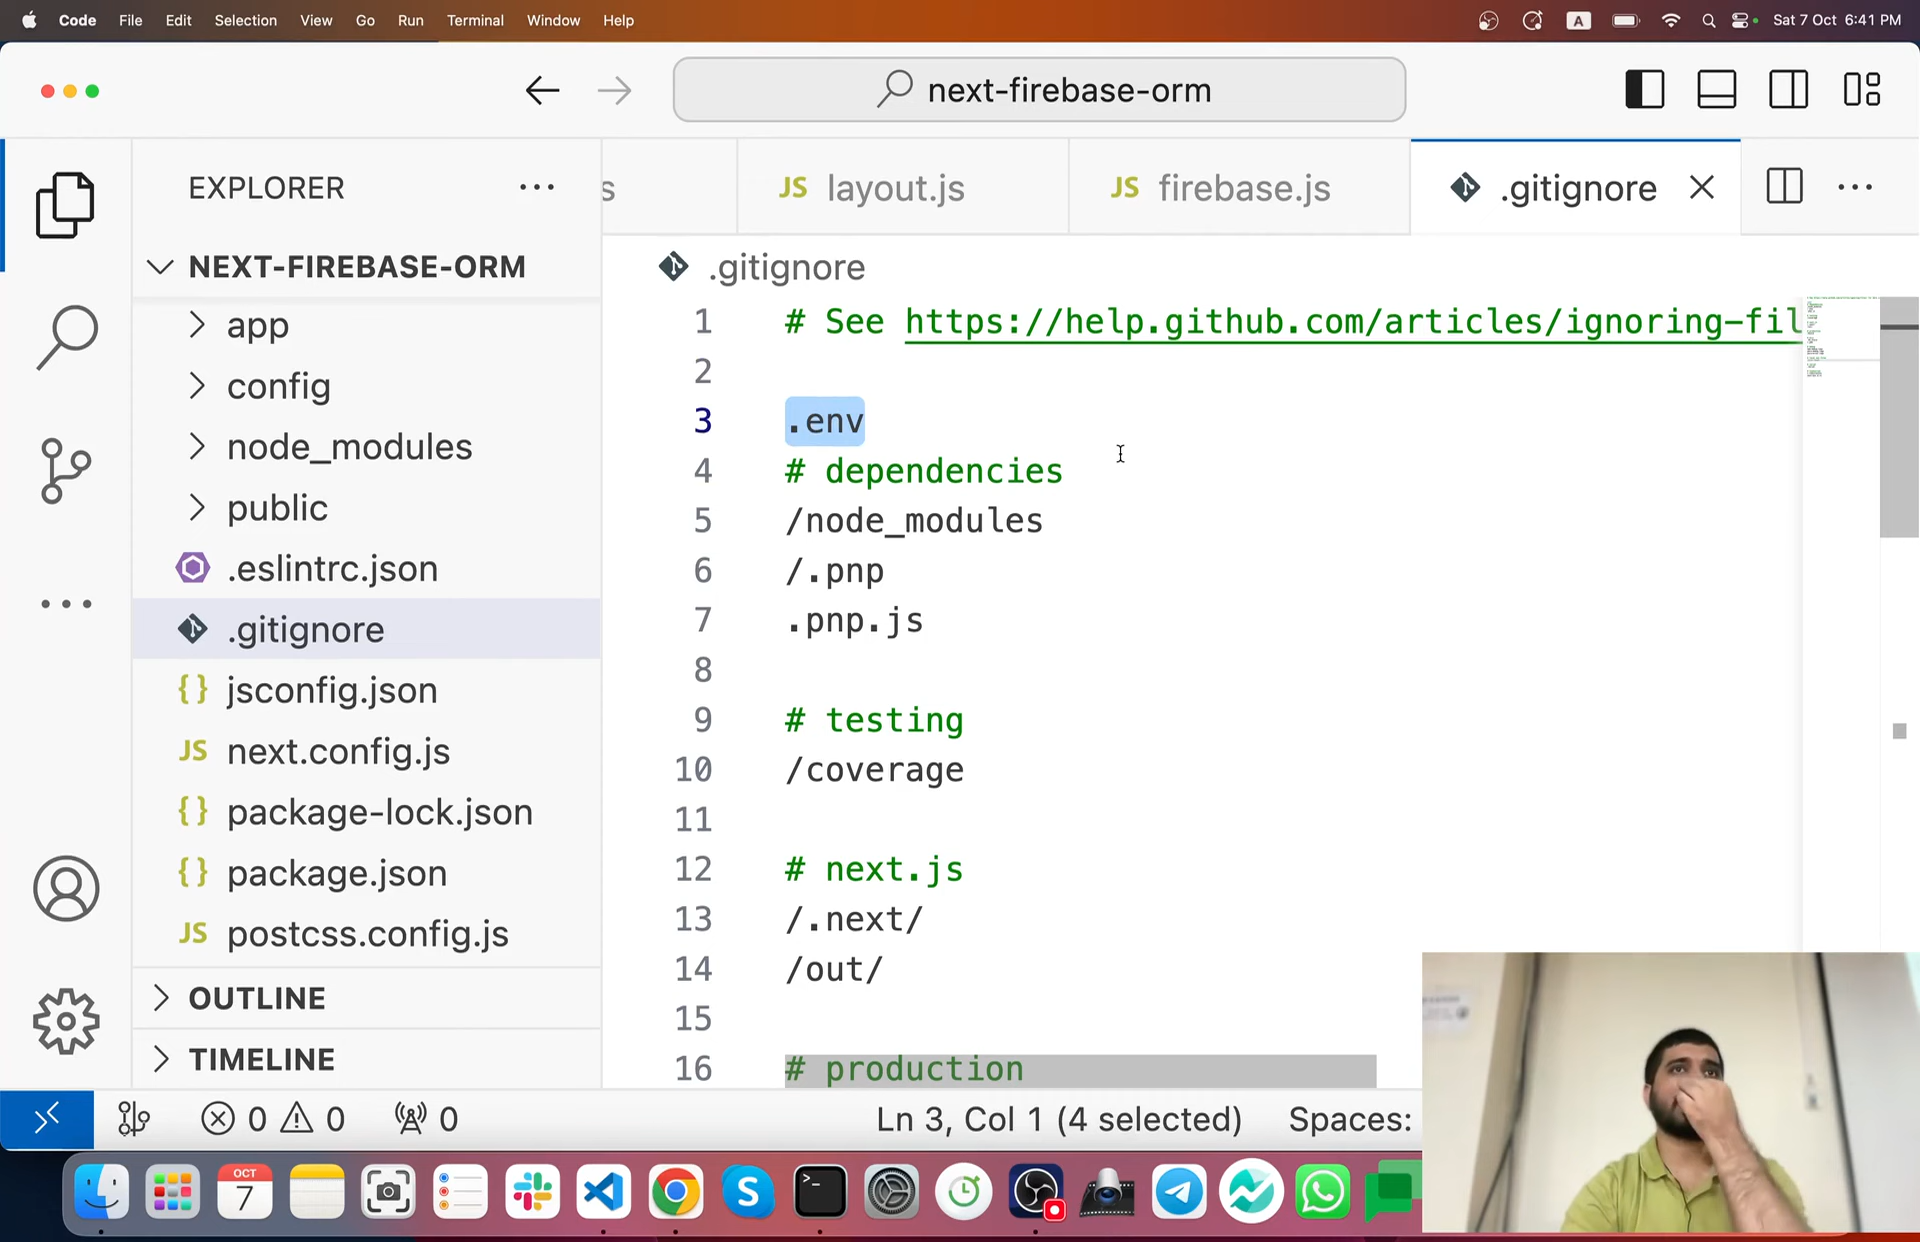 Code File Edit Selection View Go Run Terminal Window Help
A
Sat 7 Oct 6:41 PM
next-firebase-orm
EXPLORER
NEXT-FIREBASE-ORM
app
config
node_modules
public
.eslintrc.json
.gitignore
{} jsconfig.json
JS next.config.js
{} package-lock.json
{} package.json
JS postcss.config.js
OUTLINE
TIMELINE
s
JS layout.js
JS firebase.js
.gitignore
.gitignore
1 # See https://help.github.com/articles/ignoring-fil
2
3 .env
4 # dependencies
5 /node_modules
6 /.pnp
7 .pnp.js
8
9 # testing
10 /coverage
11
12 # next.js
13 /.next/
14 /out/
15
16 # production
0 0 0
Ln 3, Col 1 (4 selected)
Spaces:
OCT
7
S
>_